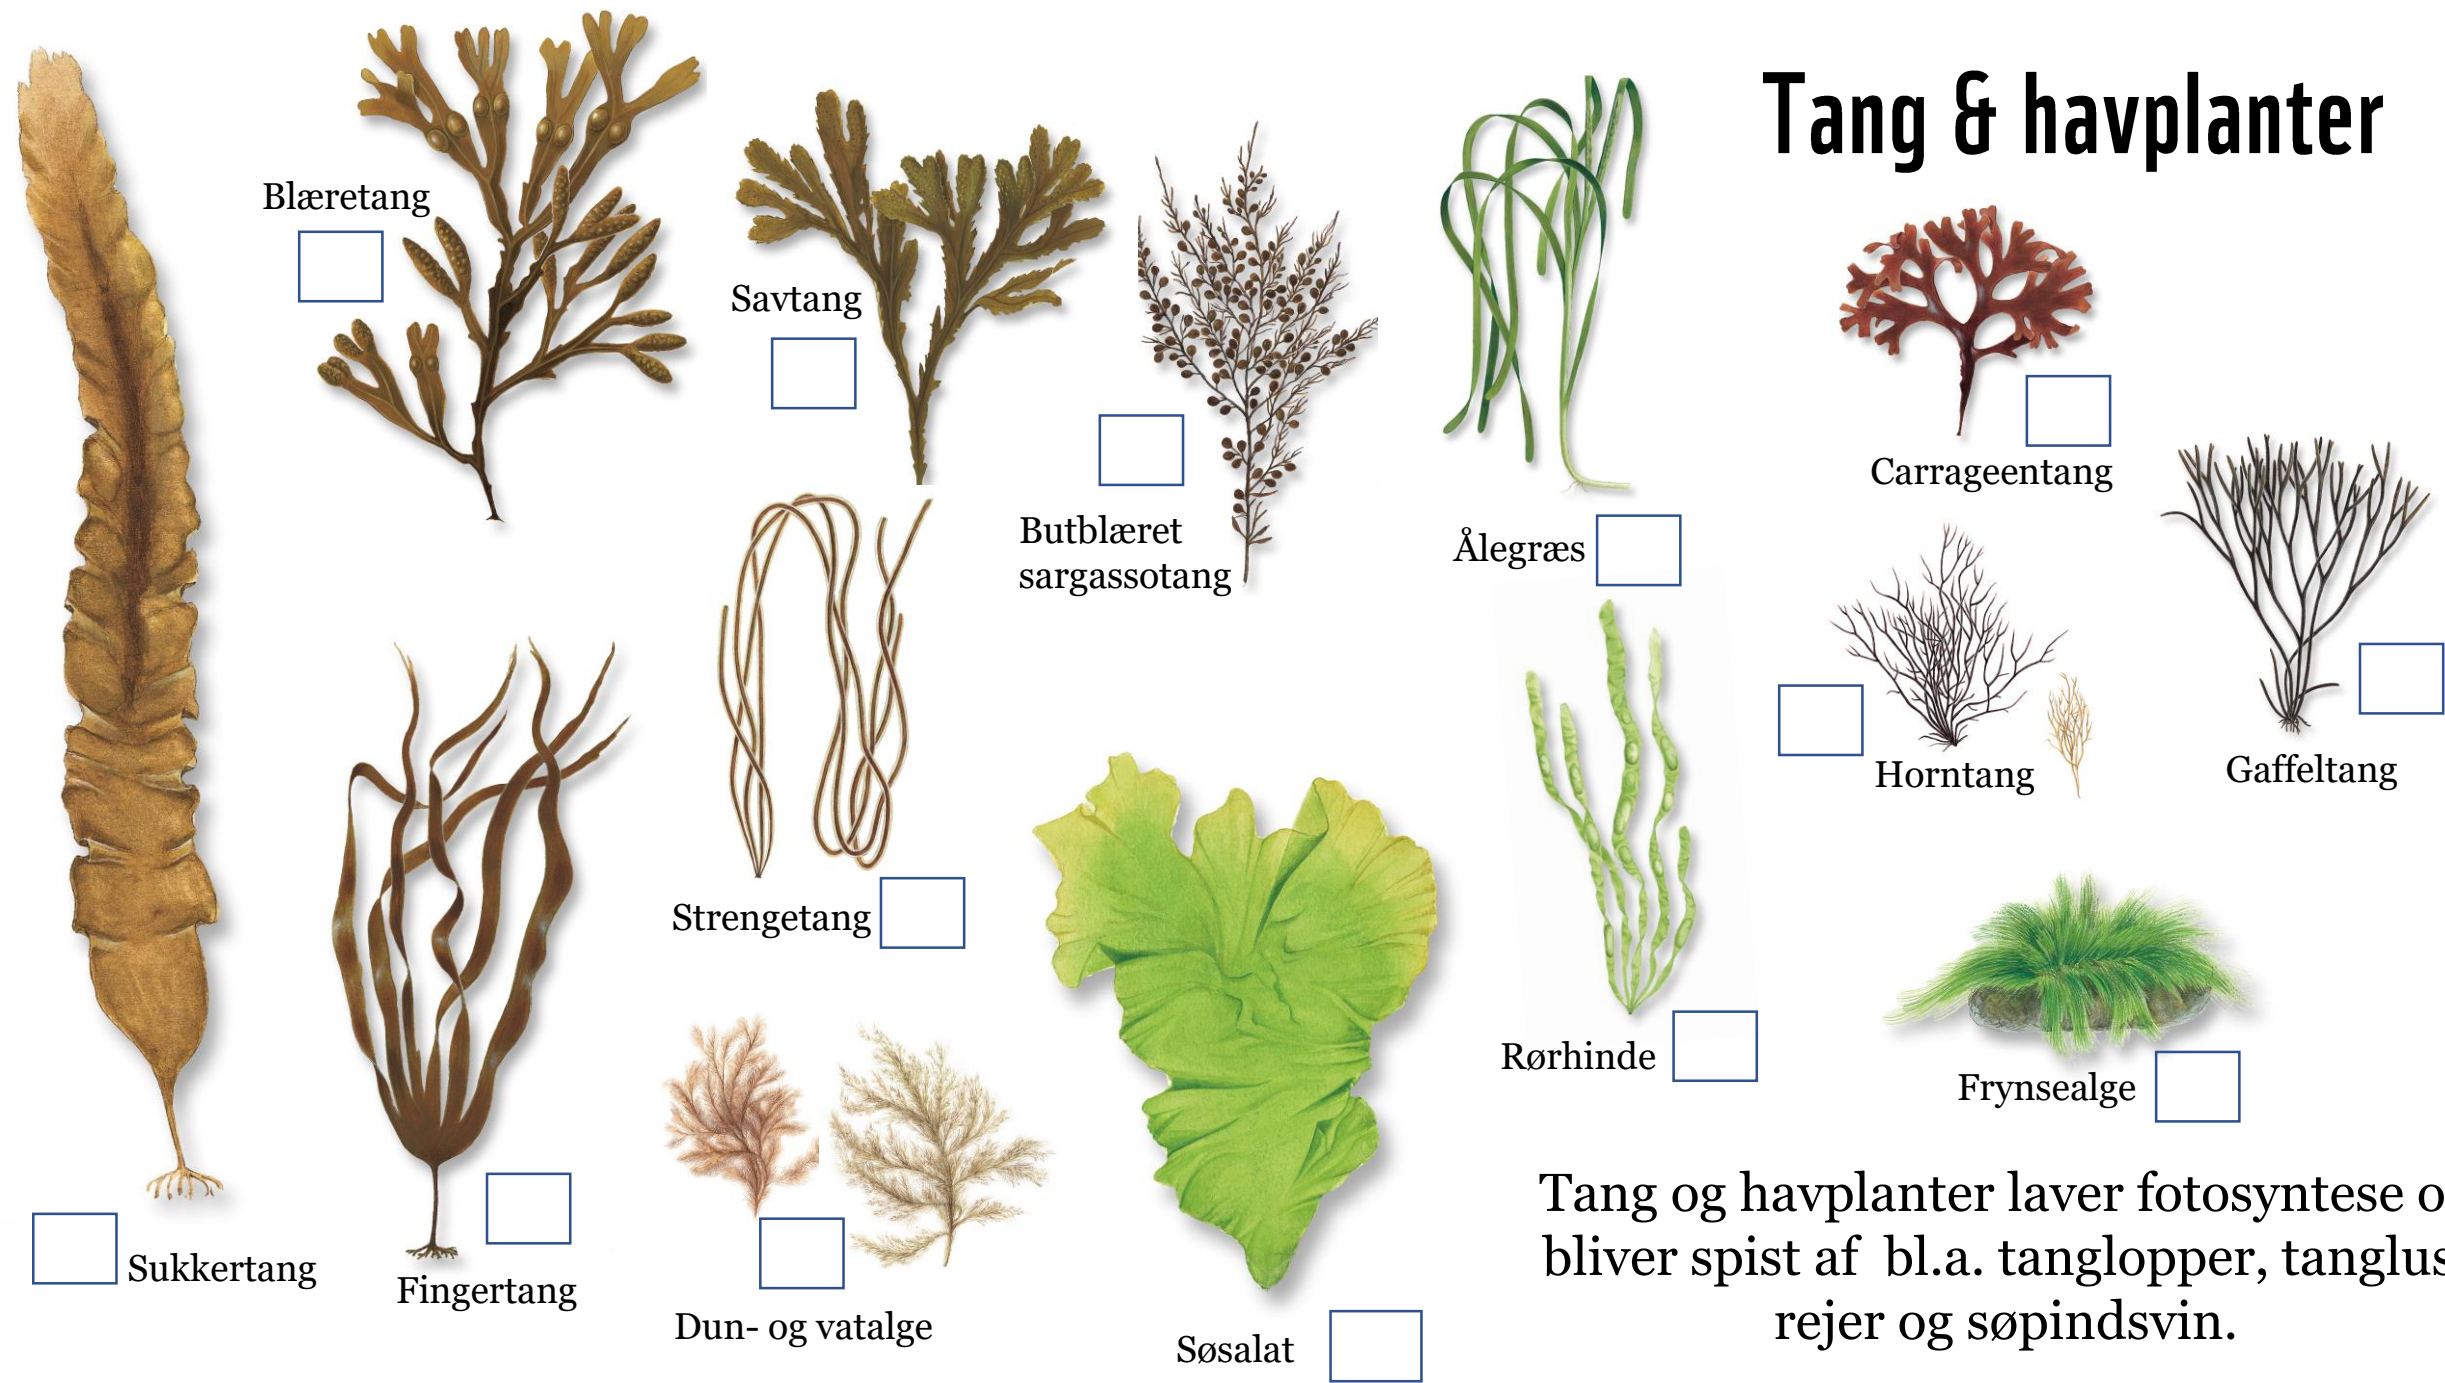 Tang & havplanter
Blæretang
Savtang
Butblæret
sargassotang
Ålegræs
Carrageentang
Horntang
Gaffeltang
Strengetang
Rørhinde
Frynsealge
Sukkertang
Fingertang
Dun- og vatalge
Søsalat
Tang og havplanter laver fotosyntese o
bliver spist af bl.a. tanglopper, tanglus
rejer og søpindsvin.